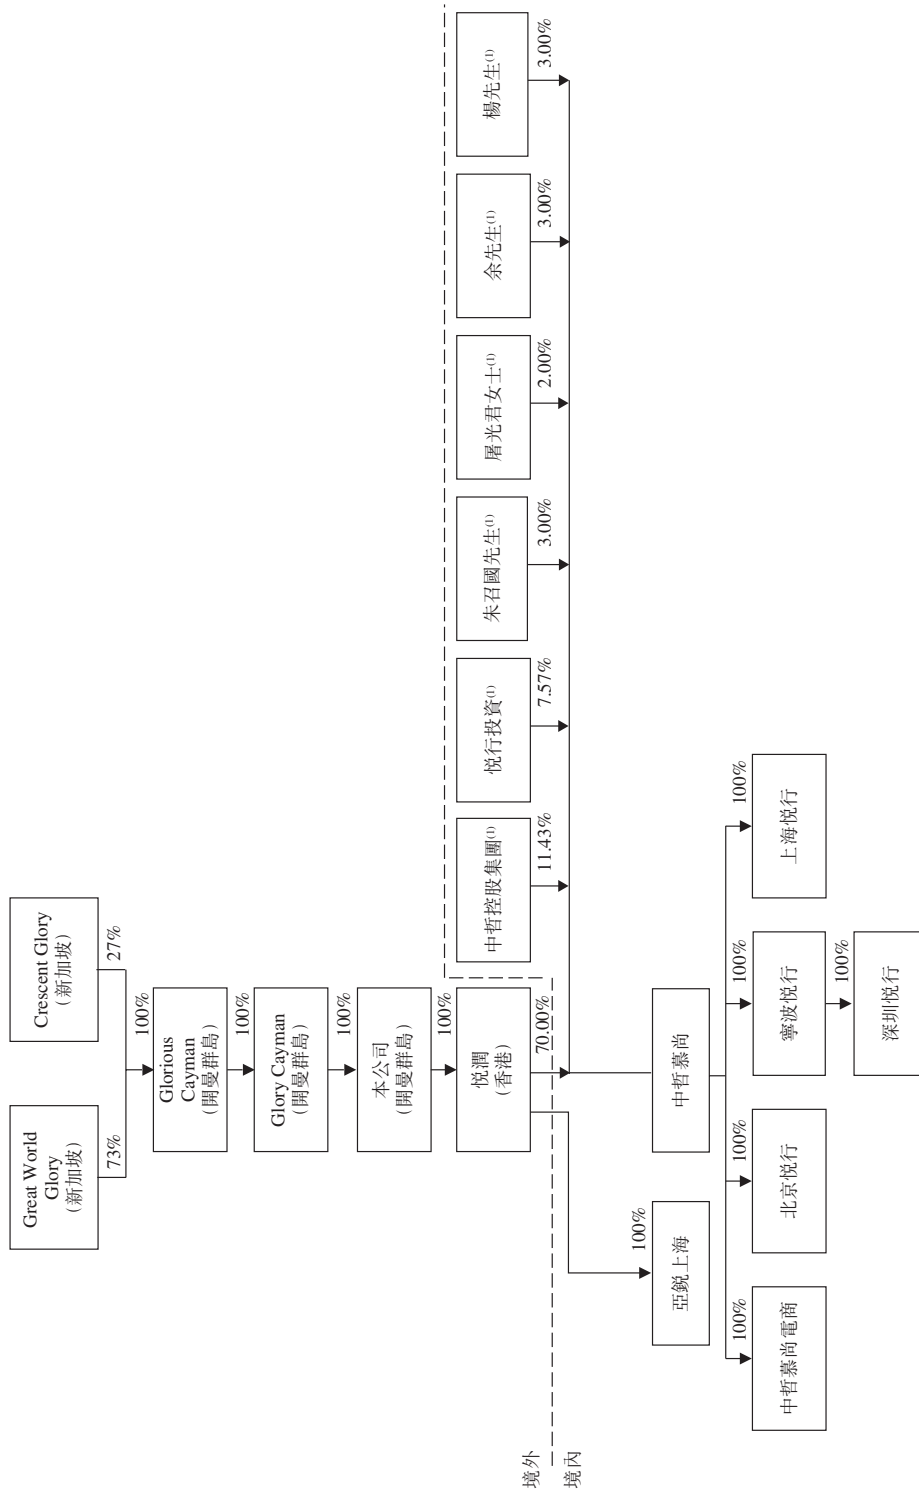 Great World
Glory
(新加坡)
Crescent Glory
(新加坡)
73%
27%
100%
Glorious
Cayman
(開曼群島)
100%
Glory Cayman
(開曼群島)
100%
本公司
(開曼群島)
100%
悅潤
(香港)
中哲控股集團(1)
悅行投資(1)
朱召國先生(1)
屠光君女士(1)
余先生(1)
楊先生(1)
境外
境內
70.00%
11.43%
7.57%
3.00%
2.00%
3.00%
3.00%
100%
亞銳上海
中哲慕尚
100%
100%
100%
100%
中哲慕尚電商
北京悅行
寧波悅行
上海悅行
100%
深圳悅行